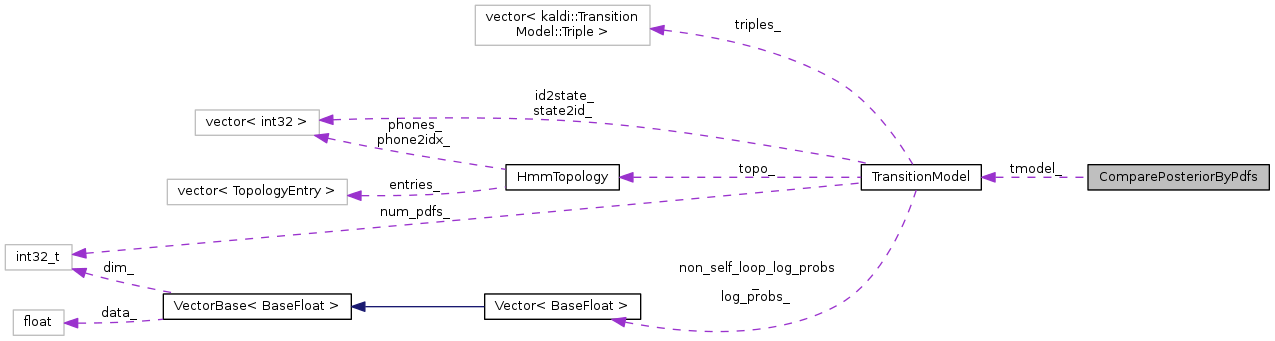 vector< kaldi::Transition
Model::Triple >
triples_
id2state_
state2id_
vector< int32 >
phones_
phone2idx_
HmmTopology
topo_
TransitionModel
tmodel_
ComparePosteriorByPdfs
vector< TopologyEntry >
entries_
num_pdfs_
int32_t
dim_
non_self_loop_log_probs
_
log_probs_
VectorBase< BaseFloat >
Vector< BaseFloat >
float
data_